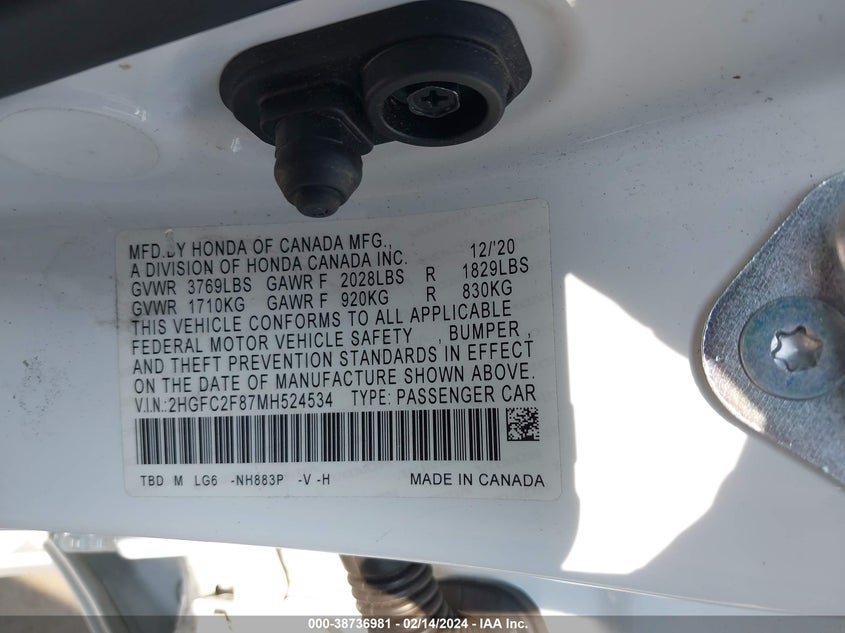 MFD.BY HONDA OF CANADA MFG., 12/'20
A DIVISION OF HONDA CANADA INC.
GVWR 3769LBS GAWR F 2028LBS R 1829LBS
GVWR 1710KG GAWR F 920KG R 830KG
THIS VEHICLE CONFORMS TO ALL APPLICABLE
FEDERAL MOTOR VEHICLE SAFETY , BUMPER ,
AND THEFT PREVENTION STANDARDS IN EFFECT
ON THE DATE OF MANUFACTURE SHOWN ABOVE.
V.I.N.:2HGFC2F87MH524534 TYPE: PASSENGER CAR
TBD M LG6 -NH883P -V -H MADE IN CANADA
000-38736981 - 02/14/2024 - IAA Inc.